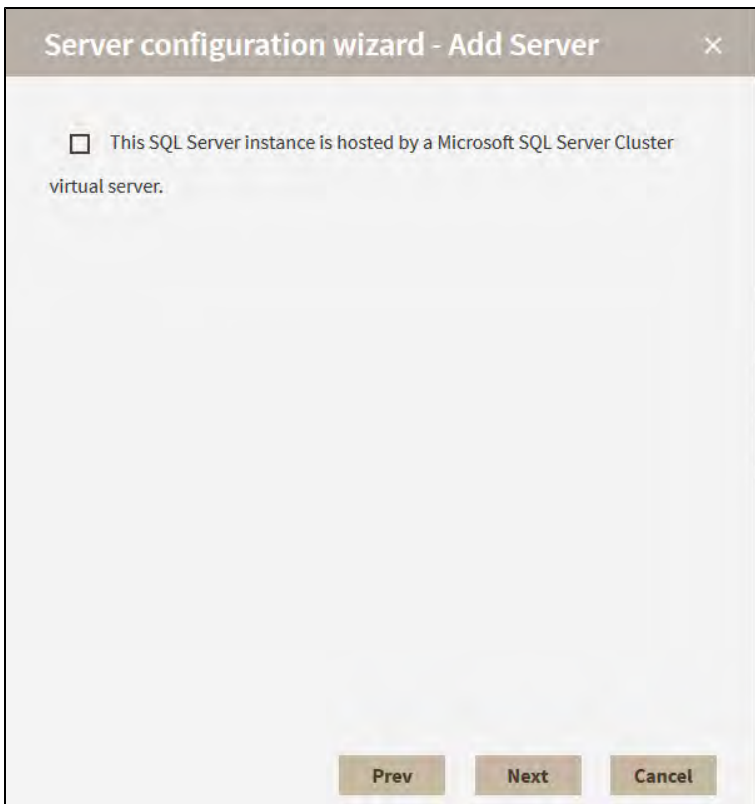 Server configuration wizard - Add Server
This SQL Server instance is hosted by a Microsoft SQL Server Cluster
virtual server.
Prev Next Cancel